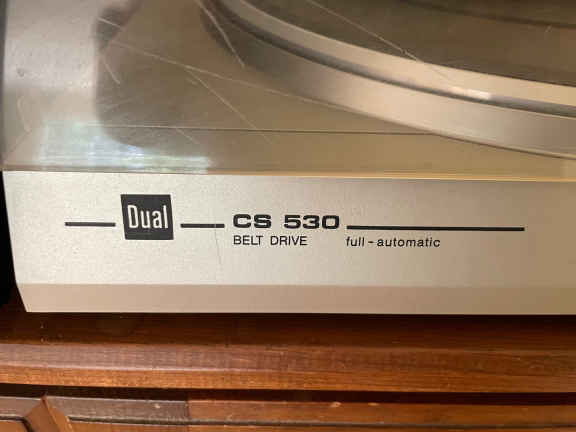 Dual CS 530
BELT DRIVE full-automatic